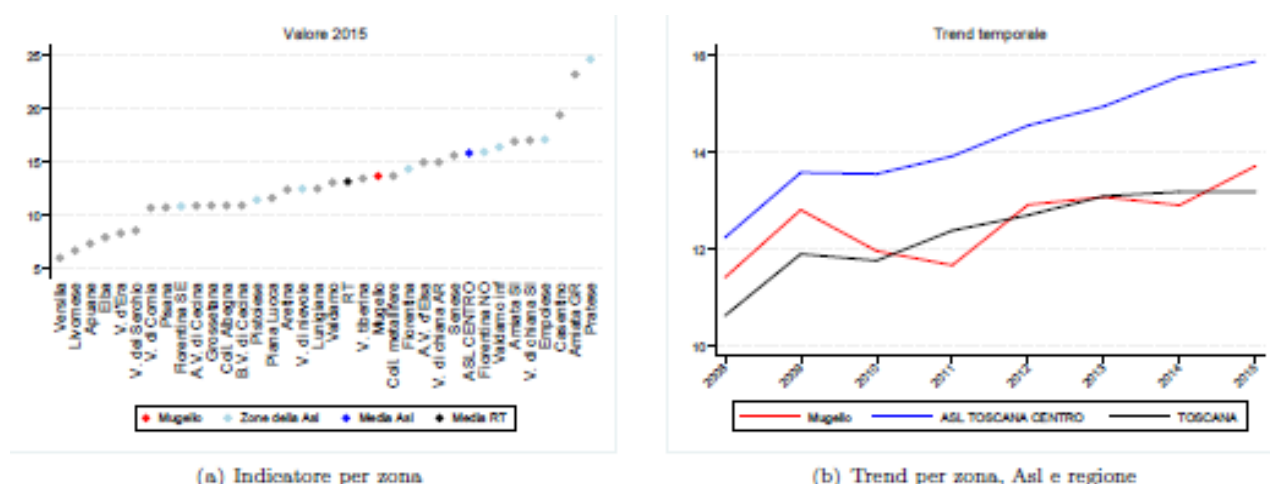 Valore 2015
25
20
15
10
5
Versilia
Livornese
Apuane
Elba
V. d'Era
V. del Serchio
V. di Cornia
Pisana
Fiorentina SE
A.V. di Cecina
Grossetana
Coll. Albegna
B.V. di Cecina
Pistoiese
Piana Lucca
Aretina
V. di nievole
Lunigiana
Valdarno
RT
V. tiberina
Mugello
Coll. metallifere
Fiorentina
A.V. d'Elsa
V. di chiana AR
Senese
ASL CENTRO
Fiorentina NO
Valdarno inf
Amiata SI
V. di chiana SI
Empolese
Casentino
Amiata GR
Pratese
Mugello Zone della Asl Media Asl Media RT
(a) Indicatore per zona
Trend temporale
16
14
12
10
2008 2009 2010 2011 2012 2013 2014 2015
Mugello ASL TOSCANA CENTRO TOSCANA
(b) Trend per zona, Asl e regione